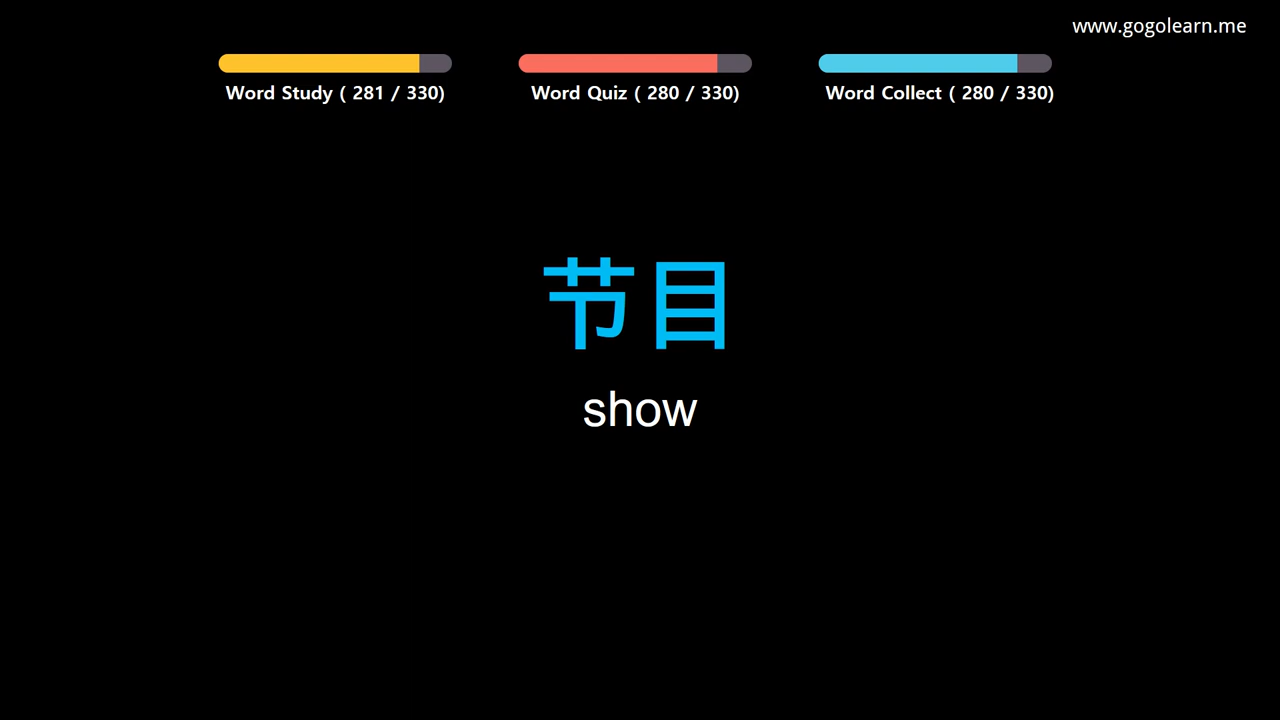 www.gogolearn.me
Word Study ( 281 / 330)
Word Quiz ( 280 / 330)
Word Collect ( 280 / 330)
节目
show